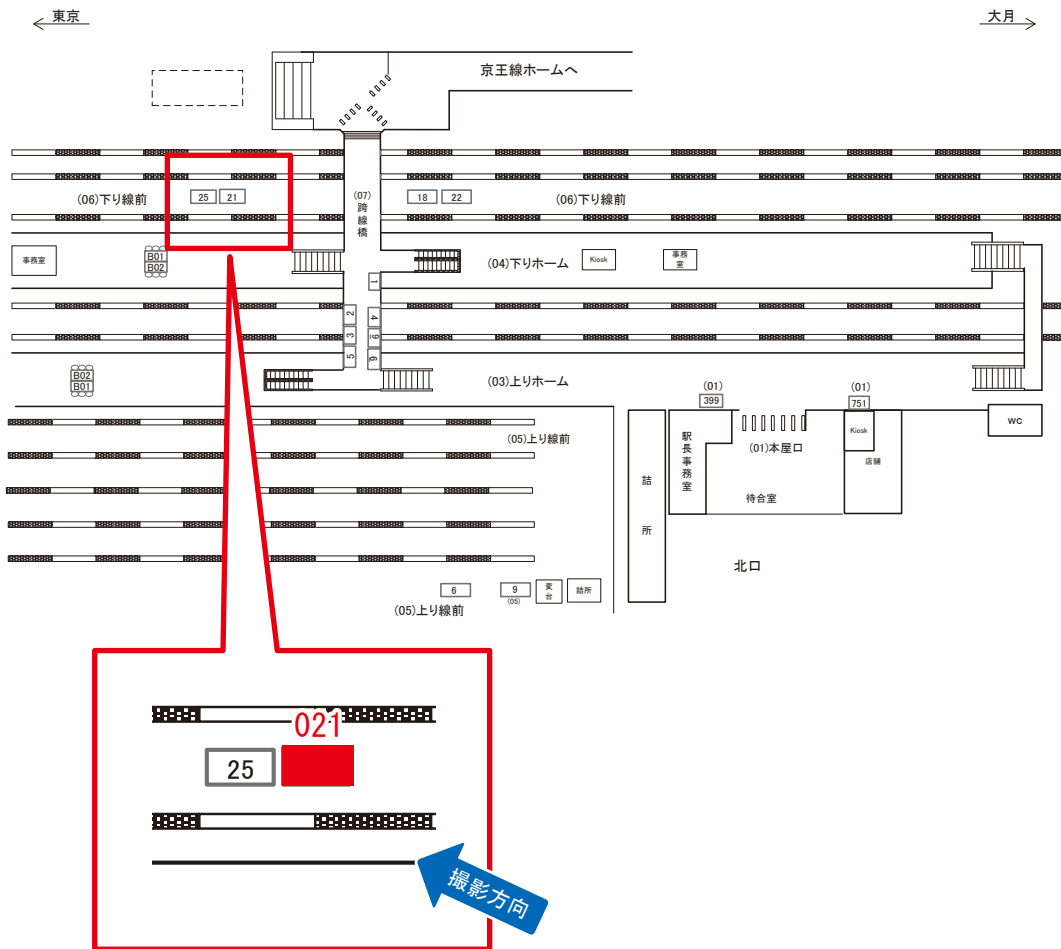 東京
大月
京王線ホームへ
(06)下り線前
25
21
(07)跨線橋
18
22
(06)下り線前
事務室
B01
B02
(04)下りホーム
Kiosk
事務室
1
2
4
3
9
5
6
B02
B01
(03)上りホーム
(01)
399
(01)
751
WC
(05)上り線前
駅長事務室
(01)本屋口
Kiosk
店舗
詰所
待合室
北口
6
9
(05)
変台
詰所
(05)上り線前
021
25
撮影方向